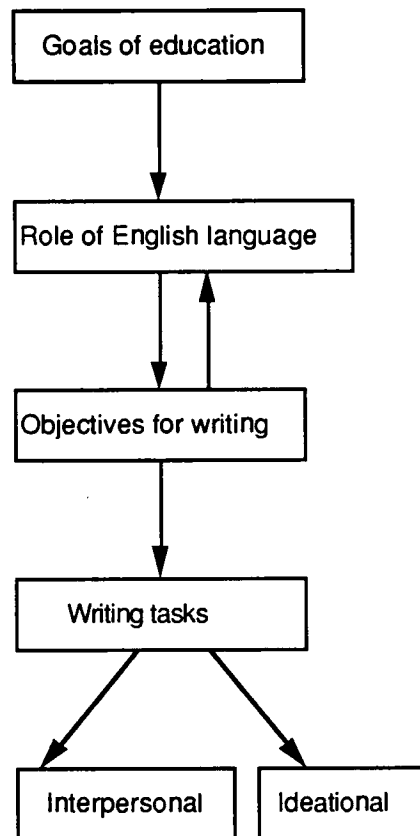 Goals of education
Role of English language
Objectives for writing
Writing tasks
Interpersonal
Ideational